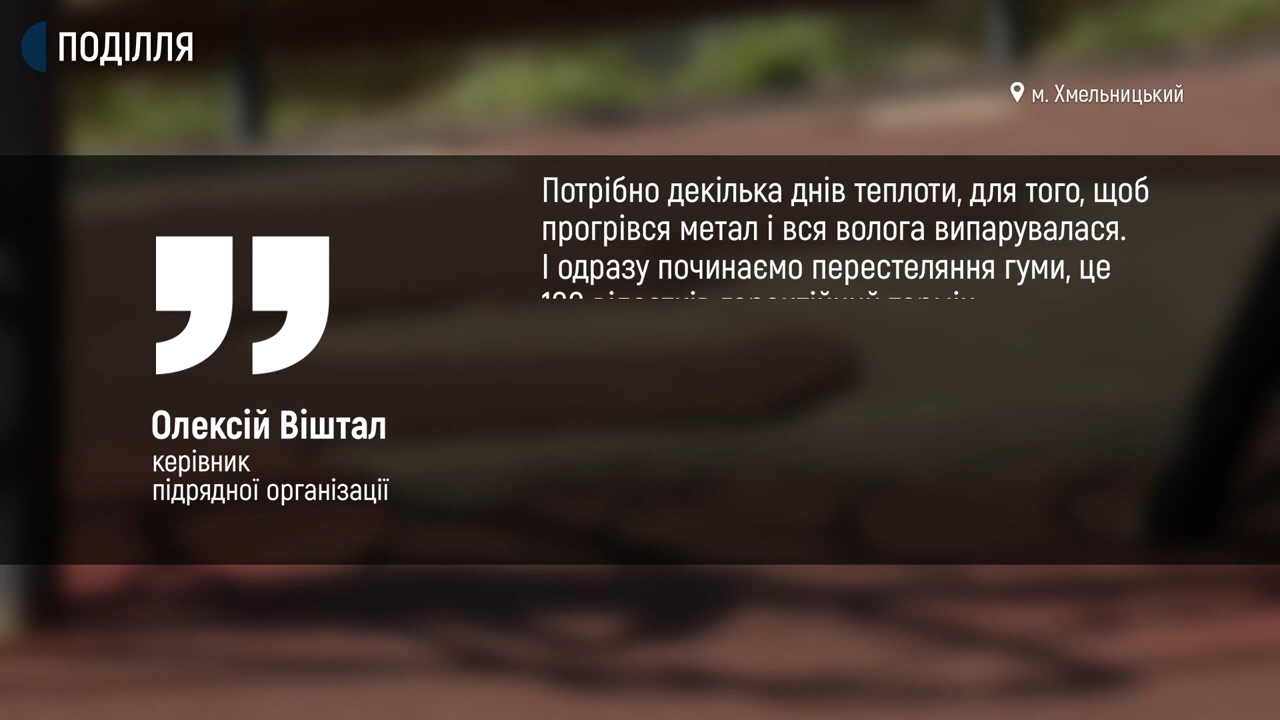 ПОДІЛЛЯ
м. Хмельницький
Потрібно декілька днів теплоти, для того, щоб
прогрівся метал і вся волога випарувалася.
І одразу починаємо перестеляння гуми, це
Олексій Віштал
керівник
підрядної організації